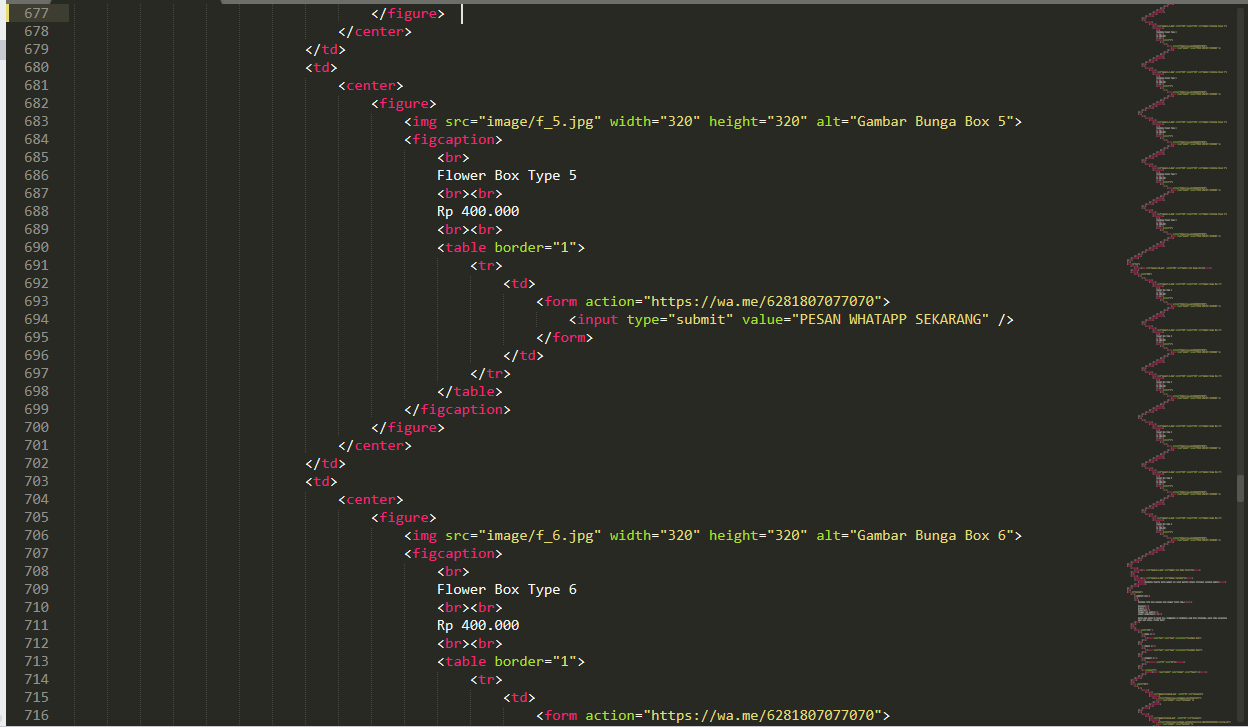 677 </figure>
678 </center>
679 </td>
680 <td>
681 <center>
682 <figure>
683 <img src="image/f_5.jpg" width="320" height="320" alt="Gambar Bunga Box 5">
684 <figcaption>
685 <br>
686 Flower Box Type 5
687 <br><br>
688 Rp 400.000
689 <br><br>
690 <table border="1">
691 <tr>
692 <td>
693 <form action="https://wa.me/6281807077070">
694 <input type="submit" value="PESAN WHATAPP SEKARANG" />
695 </form>
696 </td>
697 </tr>
698 </table>
699 </figcaption>
700 </figure>
701 </center>
702 </td>
703 <td>
704 <center>
705 <figure>
706 <img src="image/f_6.jpg" width="320" height="320" alt="Gambar Bunga Box 6">
707 <figcaption>
708 <br>
709 Flower Box Type 6
710 <br><br>
711 Rp 400.000
712 <br><br>
713 <table border="1">
714 <tr>
715 <td>
716 <form action="https://wa.me/6281807077070">